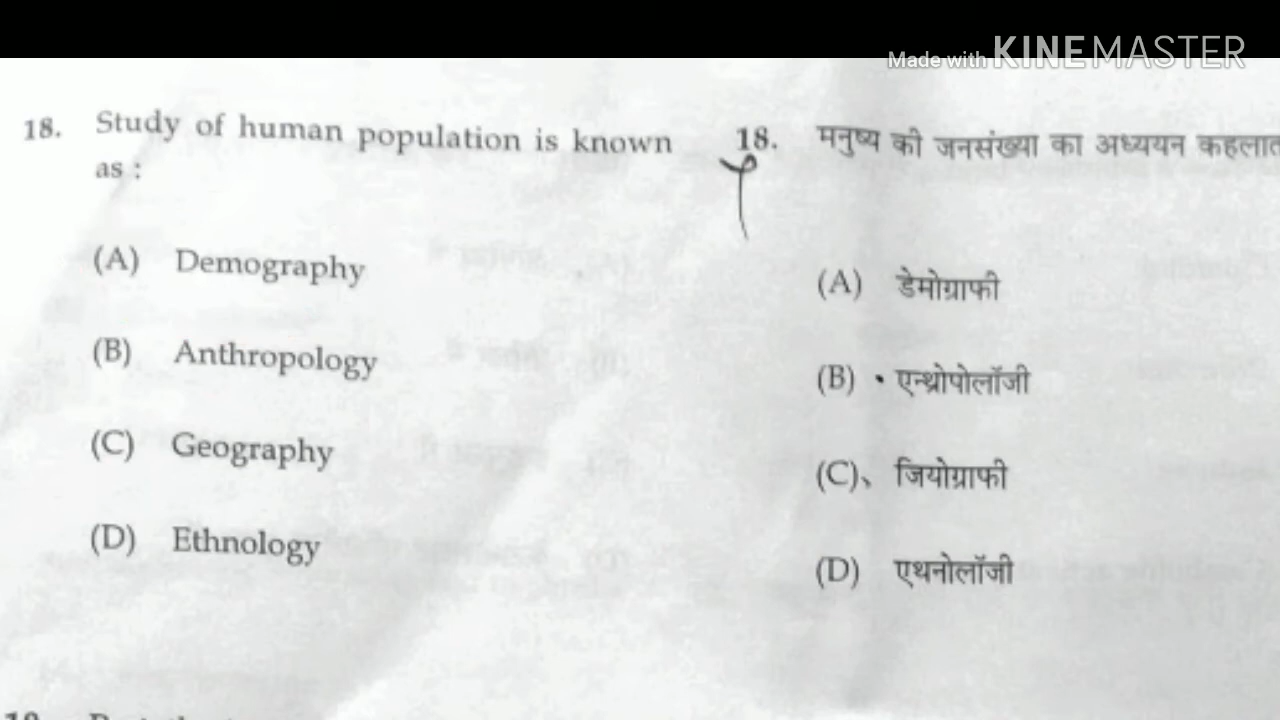 Made with KINEMASTER
18. Study of human population is known
as :
(A) Demography
(B) Anthropology
(C) Geography
(D) Ethnology
18. मनुष्य की जनसंख्या का अध्ययन कहलात
(A) डेमोग्राफी
(B) एन्थ्रोपोलॉजी
(C) जियोग्राफी
(D) एथनोलॉजी